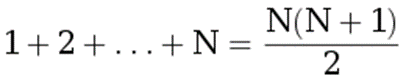 1 + 2 + . . . + N = N(N + 1) / 2